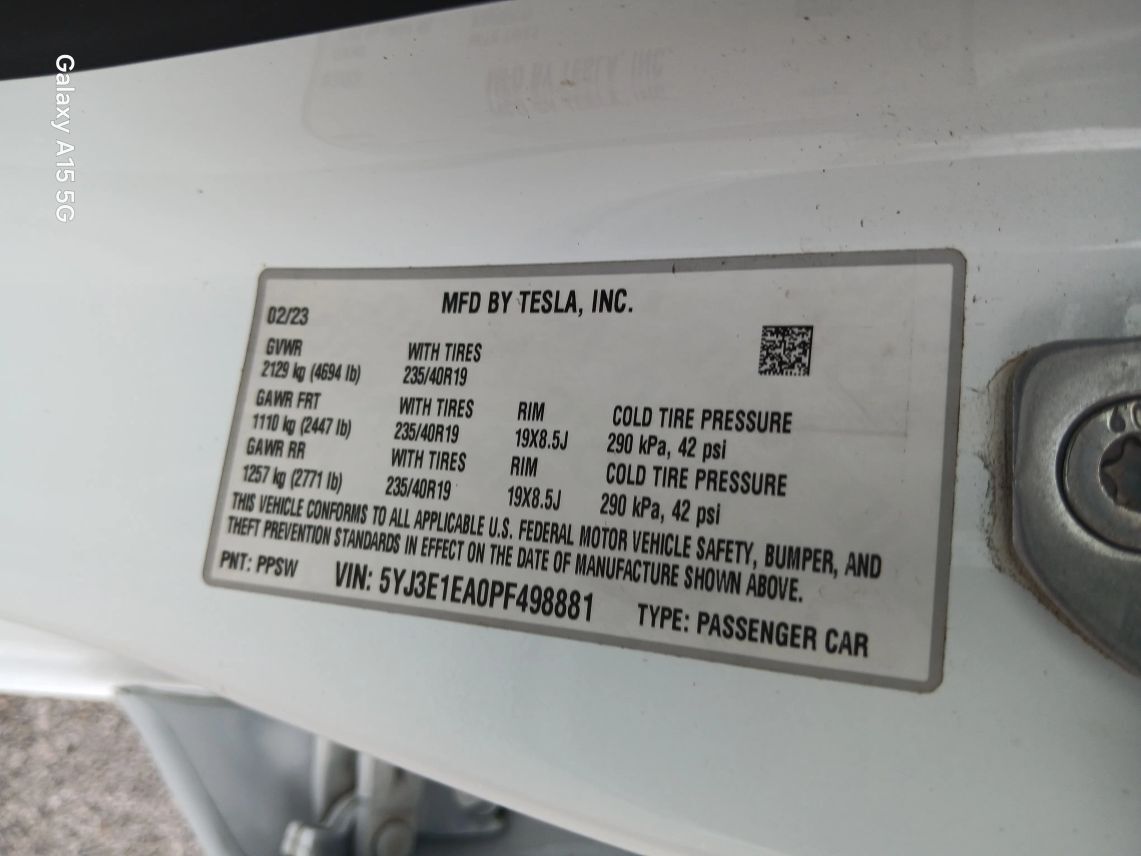 Galaxy A15 5G
MFD BY TESLA, INC.
02/23
MFD BY TESLA, INC.
GVWR WITH TIRES
2129 kg (4694 lb) 235/40R19
GAWR FRT WITH TIRES RIM COLD TIRE PRESSURE
1110 kg (2447 lb) 235/40R19 19X8.5J 290 kPa, 42 psi
GAWR RR WITH TIRES RIM COLD TIRE PRESSURE
1257 kg (2771 lb) 235/40R19 19X8.5J 290 kPa, 42 psi
THIS VEHICLE CONFORMS TO ALL APPLICABLE U.S. FEDERAL MOTOR VEHICLE SAFETY, BUMPER, AND
THEFT PREVENTION STANDARDS IN EFFECT ON THE DATE OF MANUFACTURE SHOWN ABOVE.
PNT: PPSW VIN: 5YJ3E1EA0PF498881 TYPE: PASSENGER CAR